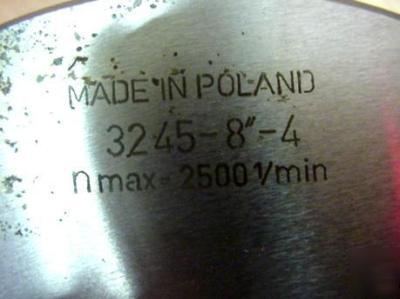 MADE IN POLAND
3245-8"-4
n max- 2500 1/min